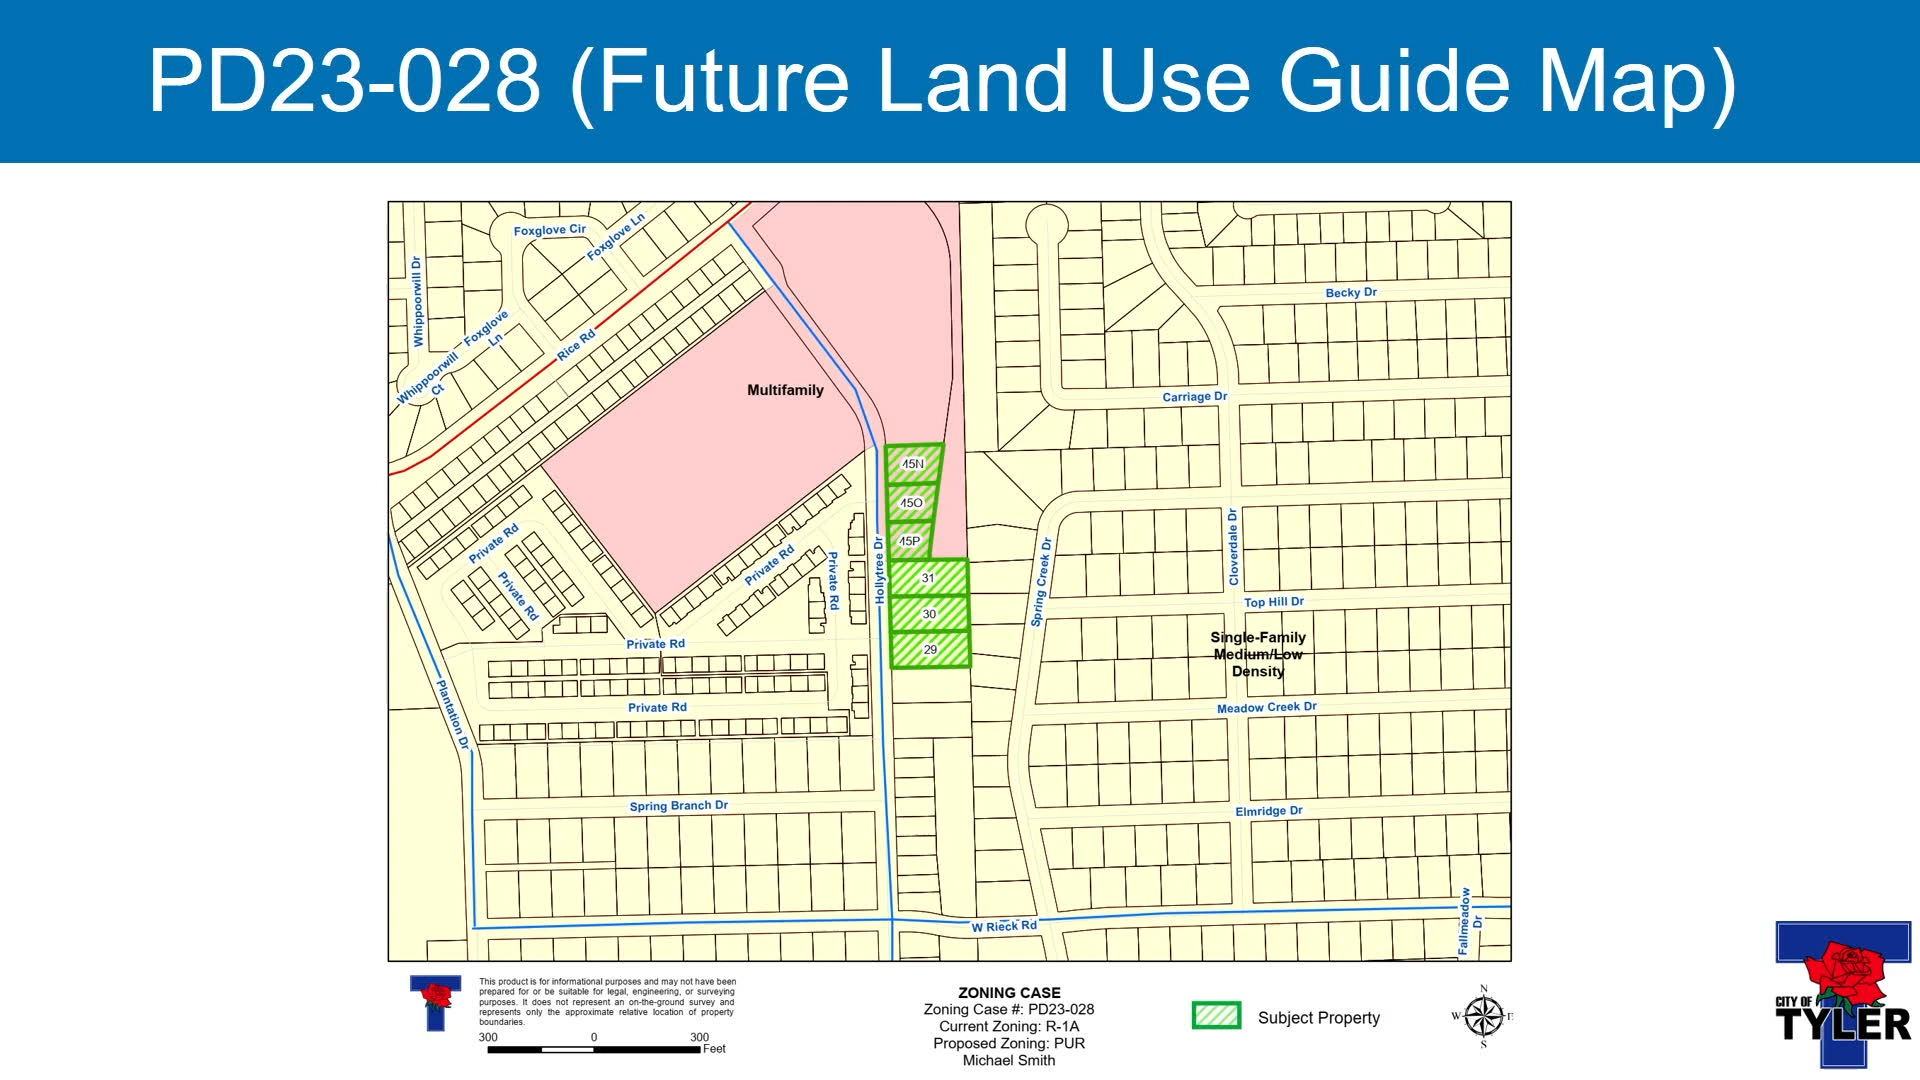 PD23-028 (Future Land Use Guide Map)
Foxglove Cir
Foxglove Ln
Whippoorwill Dr
Foxglove
Ln
Whippoorwill
Ct
Rice Rd
Becky Dr
Multifamily
Carriage Dr
45N
45O
45P
31
30
29
Hollytree Dr
Private Rd
Private Rd
Private Rd
Private Rd
Private Rd
Private Rd
Spring Creek Dr
Cloverdale Dr
Top Hill Dr
Single-Family
Medium/Low
Density
Plantation Dr
Meadow Creek Dr
Spring Branch Dr
Elmridge Dr
W Rieck Rd
Fallmeadow
Dr
This product is for informational purposes and may not have been
prepared for or be suitable for legal, engineering, or surveying
purposes. It does not represent an on-the-ground survey and
represents only the approximate relative location of property
boundaries.
300 0 300
Feet
ZONING CASE
Zoning Case #: PD23-028
Current Zoning: R-1A
Proposed Zoning: PUR
Michael Smith
Subject Property
N
W E
S
CITY OF
TYLER